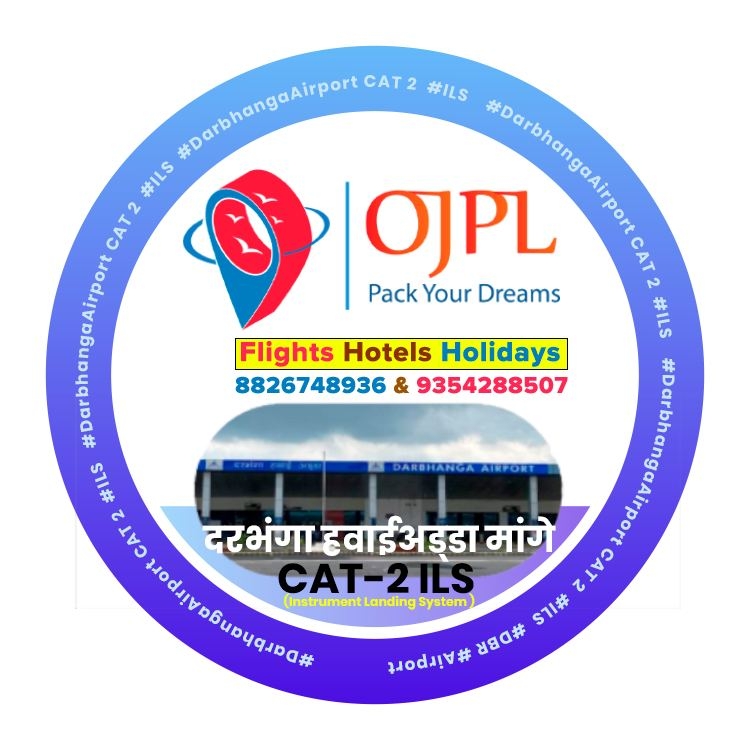 #DarbhangaAirport CAT 2 #ILS #DarbhangaAirport CAT 2 #ILS #DarbhangaAirport CAT 2 #ILS #DarbhangaAirport CAT 2 #ILS #DarbhangaAirport CAT 2 #ILS #DBR #Airport
OJPL
Pack Your Dreams
Flights Hotels Holidays
8826748936 & 9354288507
DARBHANGA AIRPORT
दरभंगा हवाईअड्डा मांगे
CAT-2 ILS
(Instrument Landing System )